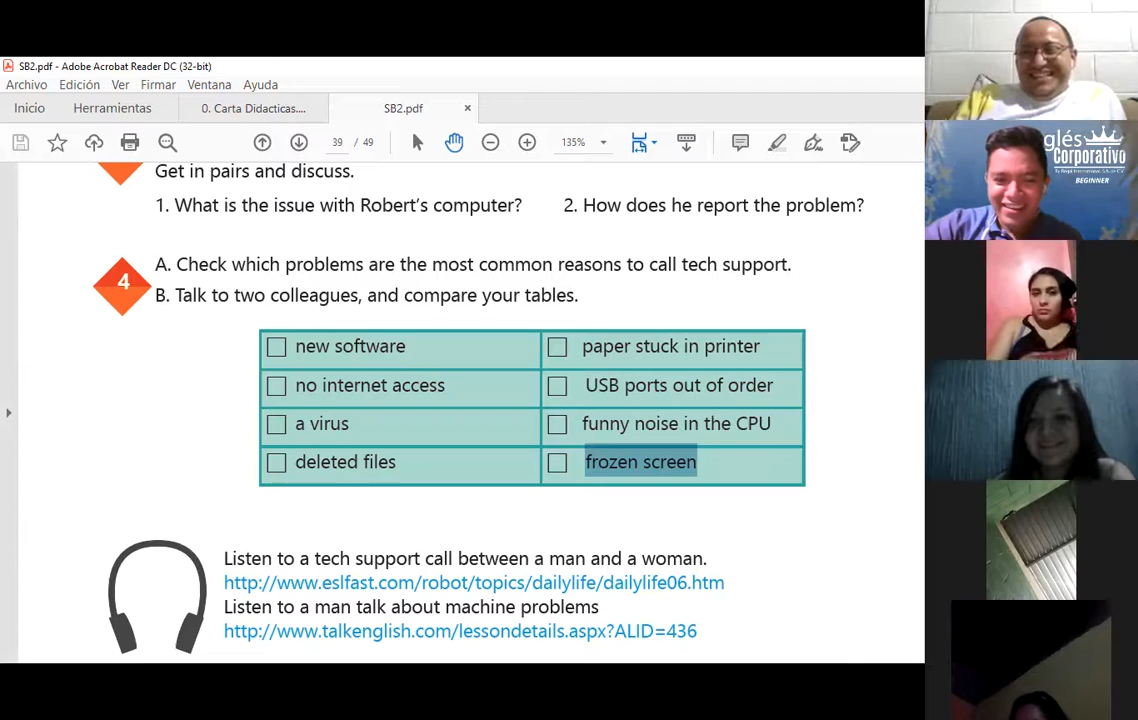 SB2.pdf - Adobe Acrobat Reader DC (32-bit)
Archivo Edición Ver Firmar Ventana Ayuda
Inicio Herramientas 0. Carta Didacticas.... SB2.pdf ×
39 / 49 135%
Get in pairs and discuss.
1. What is the issue with Robert's computer? 2. How does he report the problem?
4
A. Check which problems are the most common reasons to call tech support.
B. Talk to two colleagues, and compare your tables.
new software paper stuck in printer
no internet access USB ports out of order
a virus funny noise in the CPU
deleted files frozen screen
Listen to a tech support call between a man and a woman.
http://www.eslfast.com/robot/topics/dailylife/dailylife06.htm
Listen to a man talk about machine problems
http://www.talkenglish.com/lessondetails.aspx?ALID=436
glés
Corporativo
BEGINNER